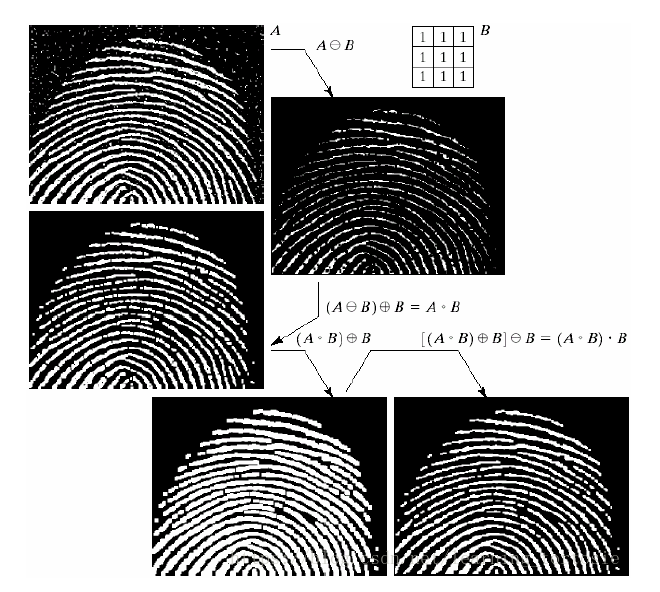 A
A ⊖ B
1 1 1
1 1 1
1 1 1
B
(A ⊖ B) ⊕ B = A ∘ B
(A ∘ B) ⊕ B
[(A ∘ B) ⊕ B] ⊖ B = (A ∘ B) · B